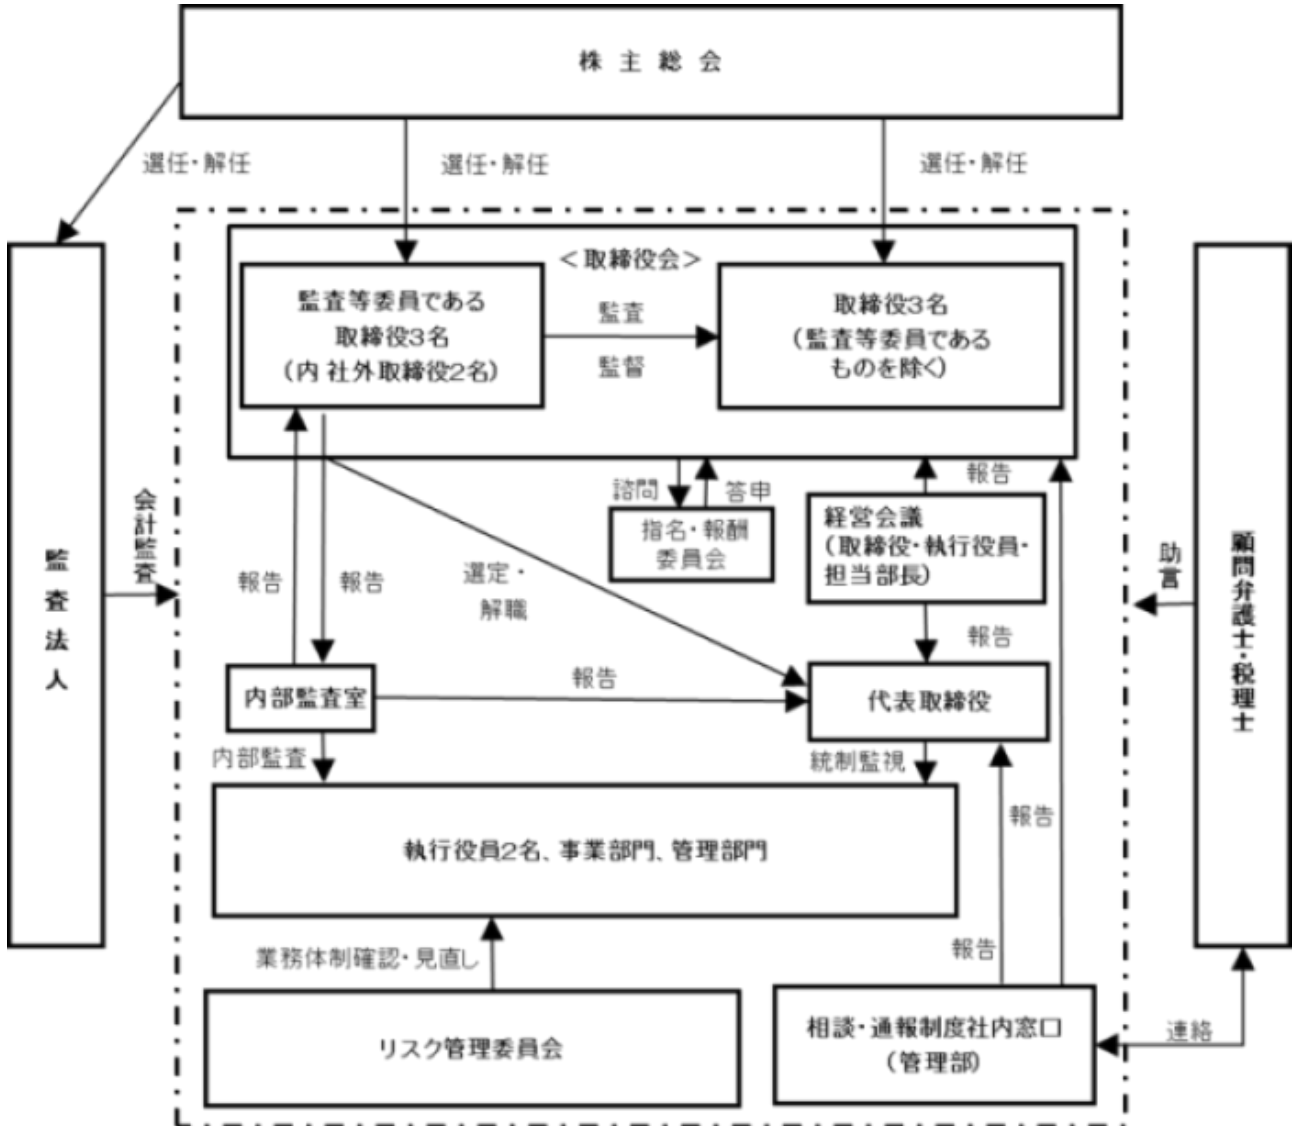 株主総会
選任・解任
選任・解任
選任・解任
＜取締役会＞
監査等委員である
取締役3名
（内 社外取締役2名）
監査
監督
取締役3名
（監査等委員である
ものを除く）
報告
報告
選定・
解職
諮問
答申
指名・報酬
委員会
報告
経営会議
（取締役・執行役員・
担当部長）
報告
会計監査
監査法人
助言
顧問弁護士・税理士
内部監査室
報告
代表取締役
内部監査
統制監視
報告
執行役員2名、事業部門、管理部門
業務体制確認・見直し
報告
リスク管理委員会
相談・通報制度社内窓口
（管理部）
連絡